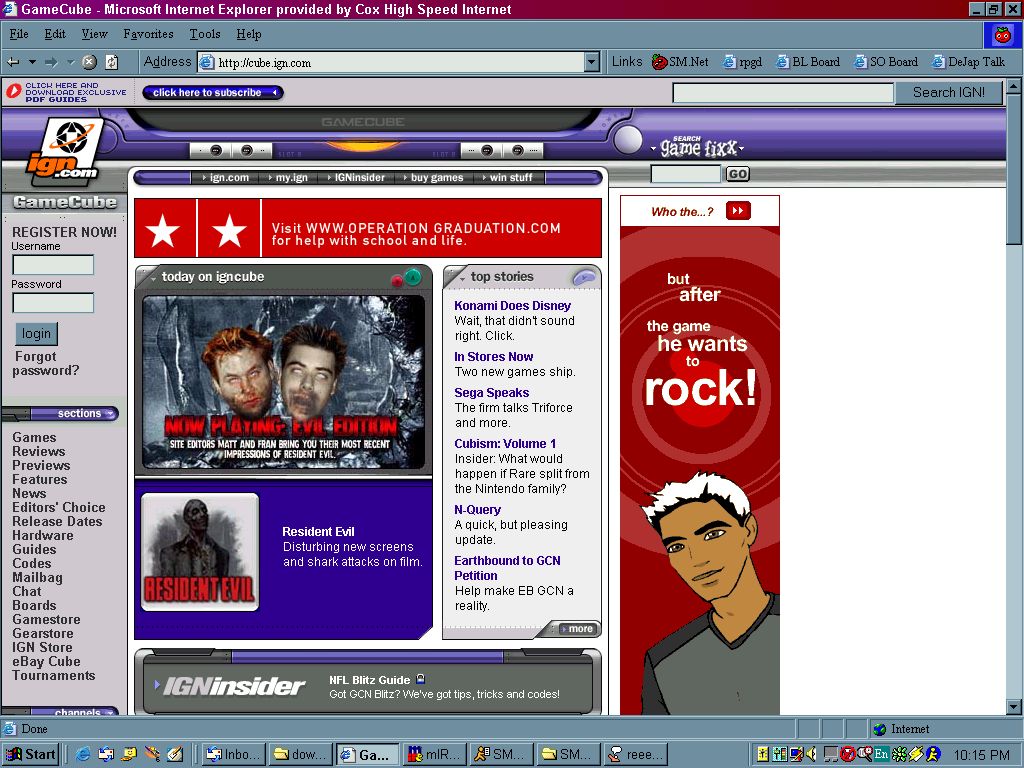 GameCube - Microsoft Internet Explorer provided by Cox High Speed Internet
File Edit View Favorites Tools Help
Address http://cube.ign.com Links SM.Net rpgd BL Board SO Board DeJap Talk
CLICK HERE AND
DOWNLOAD EXCLUSIVE
PDF GUIDES
click here to subscribe
Search IGN!
GAMECUBE
SEARCH
game fixx
ign.com
ign.com my.ign IGNinsider buy games win stuff
GO
GameCube
REGISTER NOW!
Username
Password
login
Forgot
password?
sections
Games
Reviews
Previews
Features
News
Editors' Choice
Release Dates
Hardware
Guides
Codes
Mailbag
Chat
Boards
Gamestore
Gearstore
IGN Store
eBay Cube
Tournaments
channels
Visit WWW.OPERATION GRADUATION.COM
for help with school and life.
today on igncube
NOW PLAYING: EVIL EDITION
SITE EDITORS MATT AND FRAN BRING YOU THEIR MOST RECENT
IMPRESSIONS OF RESIDENT EVIL.
RESIDENT EVIL
Resident Evil
Disturbing new screens
and shark attacks on film.
top stories
Konami Does Disney
Wait, that didn't sound
right. Click.
In Stores Now
Two new games ship.
Sega Speaks
The firm talks Triforce
and more.
Cubism: Volume 1
Insider: What would
happen if Rare split from
the Nintendo family?
N-Query
A quick, but pleasing
update.
Earthbound to GCN
Petition
Help make EB GCN a
reality.
more
IGNinsider
NFL Blitz Guide
Got GCN Blitz? We've got tips, tricks and codes!
Who the...?
but
after
the game
he wants
to
rock!
Done Internet
Start Inbo... dow... Ga... mIR... SM... SM... reee... En 10:15 PM